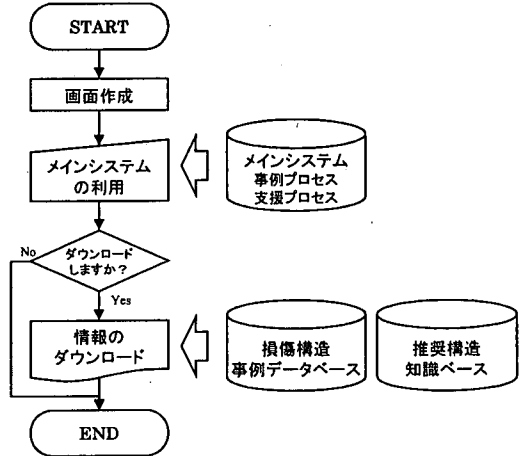 START
画面作成
メインシステム
の利用
メインシステム
事例プロセス
支援プロセス
No
ダウンロード
しますか？
Yes
情報の
ダウンロード
損傷構造
事例データベース
推奨構造
知識ベース
END